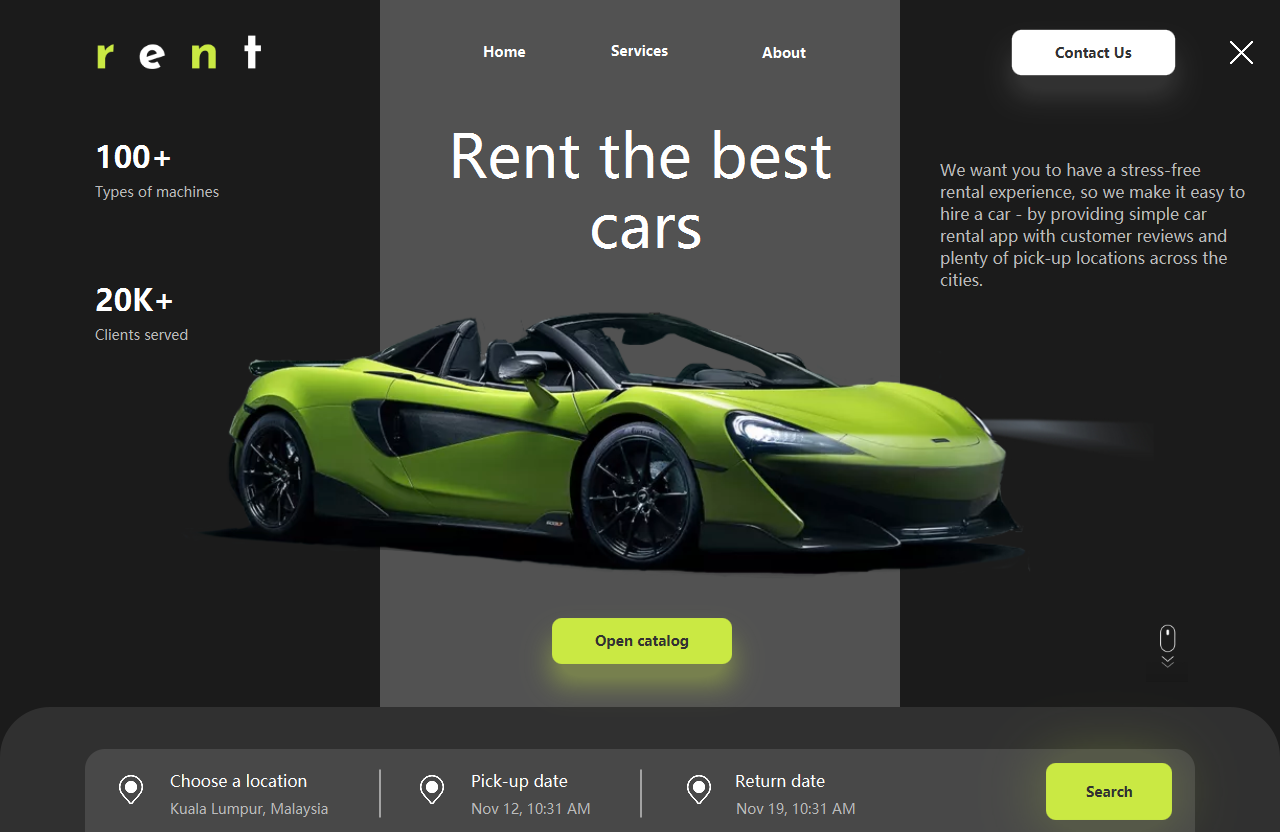 rent
Home
Services
About
Contact Us
100+
Types of machines
20K+
Clients served
Rent the best
cars
We want you to have a stress-free
rental experience, so we make it easy to
hire a car - by providing simple car
rental app with customer reviews and
plenty of pick-up locations across the
cities.
Open catalog
Choose a location
Kuala Lumpur, Malaysia
Pick-up date
Nov 12, 10:31 AM
Return date
Nov 19, 10:31 AM
Search